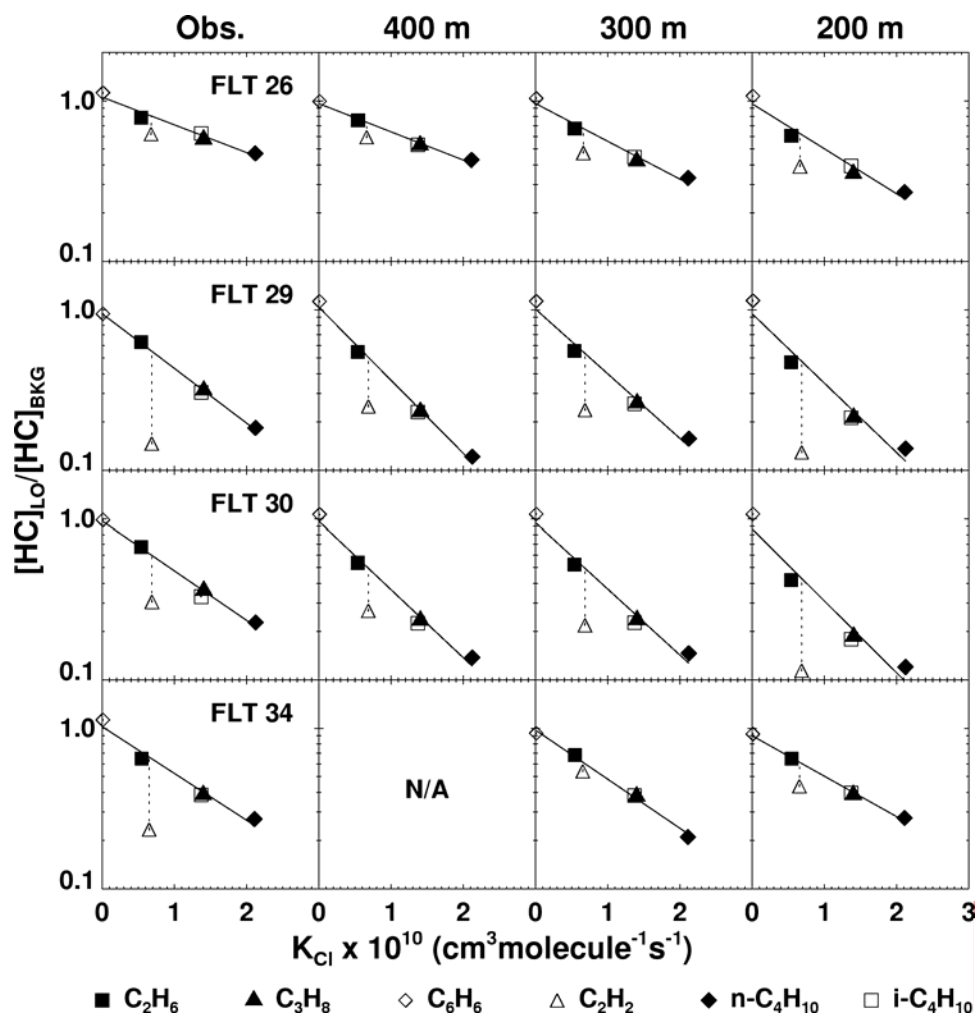 Obs. 400 m 300 m 200 m
FLT 26
1.0
0.1
FLT 29
1.0
0.1
FLT 30
1.0
0.1
FLT 34
1.0
N/A
0.1
[HC]LO/[HC]BKG
0 1 2 0 1 2 0 1 2 0 1 2 3
KCl x 10¹⁰ (cm³molecule⁻¹s⁻¹)
C₂H₆ C₃H₈ C₆H₆ C₂H₂ n-C₄H₁₀ i-C₄H₁₀